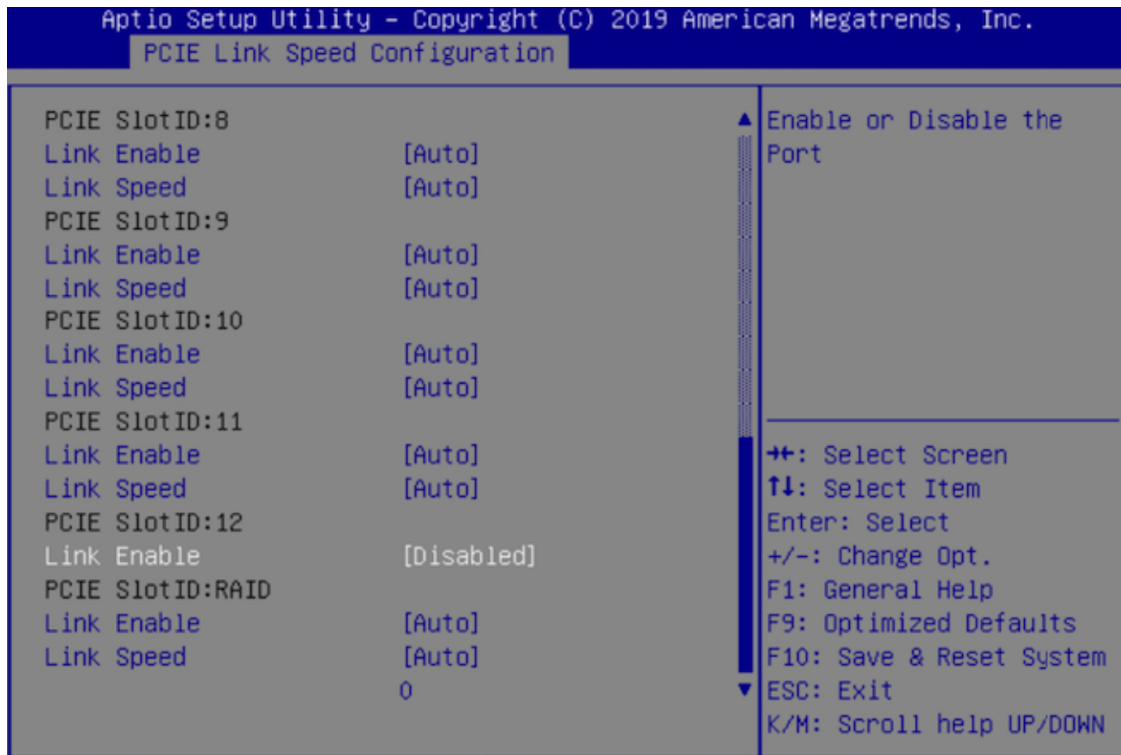 Aptio Setup Utility – Copyright (C) 2019 American Megatrends, Inc.
PCIE Link Speed Configuration
PCIE SlotID:8
Link Enable [Auto]
Link Speed [Auto]
PCIE SlotID:9
Link Enable [Auto]
Link Speed [Auto]
PCIE SlotID:10
Link Enable [Auto]
Link Speed [Auto]
PCIE SlotID:11
Link Enable [Auto]
Link Speed [Auto]
PCIE SlotID:12
Link Enable [Disabled]
PCIE SlotID:RAID
Link Enable [Auto]
Link Speed [Auto]
0
Enable or Disable the
Port
→←: Select Screen
↑↓: Select Item
Enter: Select
+/-: Change Opt.
F1: General Help
F9: Optimized Defaults
F10: Save & Reset System
ESC: Exit
K/M: Scroll help UP/DOWN